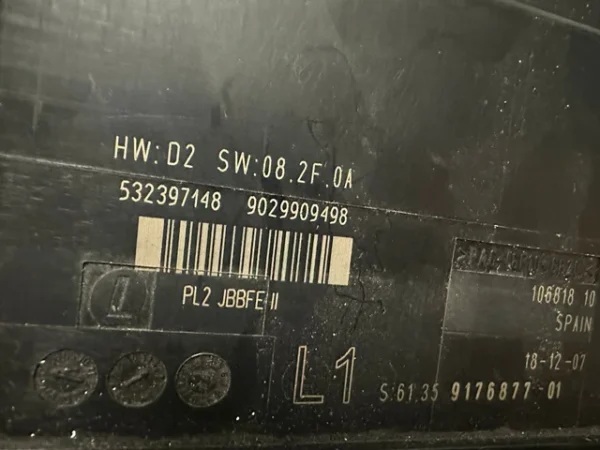 HW:D2 SW:08.2F.0A
532397148 9029909498
PL2 JBBFE II
106818 10
SPAIN
18-12-07
L1
S:61.35 9176877-01